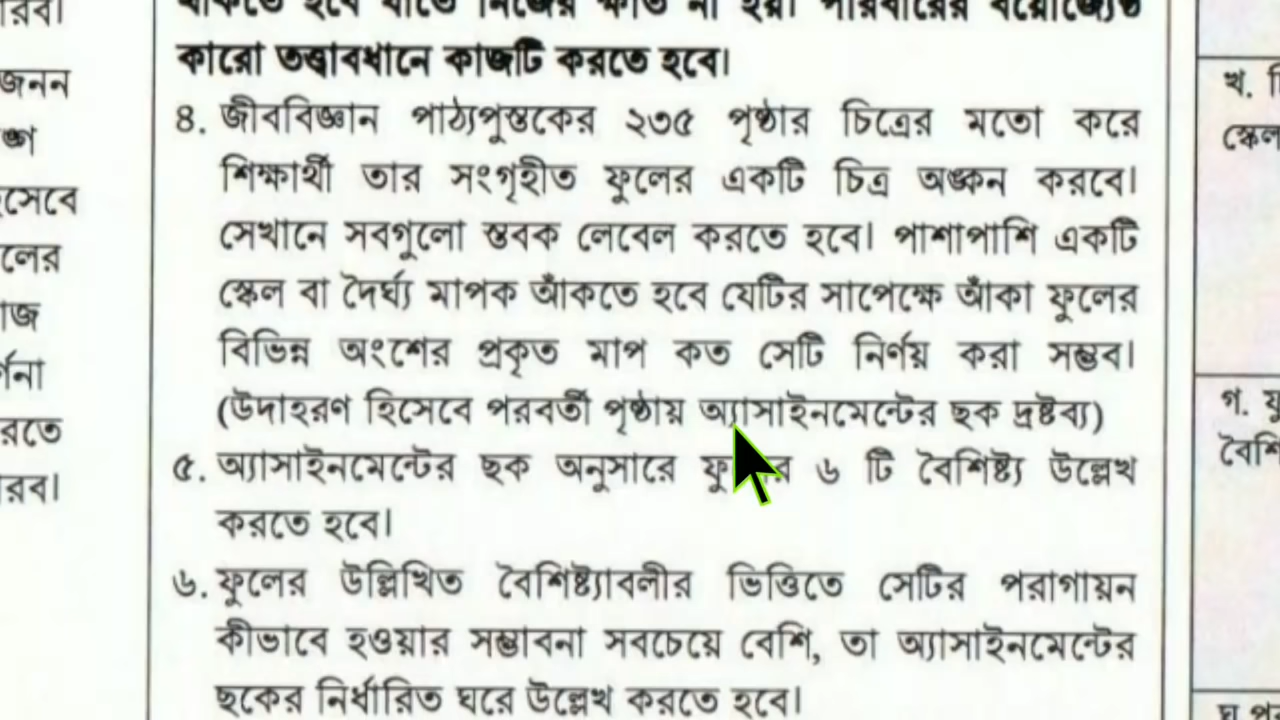 কারো তত্ত্বাবধানে কাজটি করতে হবে।
৪. জীববিজ্ঞান পাঠ্যপুস্তকের ২৩৫ পৃষ্ঠার চিত্রের মতো করে
শিক্ষার্থী তার সংগৃহীত ফুলের একটি চিত্র অঙ্কন করবে।
সেখানে সবগুলো স্তবক লেবেল করতে হবে। পাশাপাশি একটি
স্কেল বা দৈর্ঘ্য মাপক আঁকতে হবে যেটির সাপেক্ষে আঁকা ফুলের
বিভিন্ন অংশের প্রকৃত মাপ কত সেটি নির্ণয় করা সম্ভব।
(উদাহরণ হিসেবে পরবর্তী পৃষ্ঠায় অ্যাসাইনমেন্টের ছক দ্রষ্টব্য)
৫. অ্যাসাইনমেন্টের ছক অনুসারে ৬ টি বৈশিষ্ট্য উল্লেখ
করতে হবে।
৬. ফুলের উল্লিখিত বৈশিষ্ট্যাবলীর ভিত্তিতে সেটির পরাগায়ন
কীভাবে হওয়ার সম্ভাবনা সবচেয়ে বেশি, তা অ্যাসাইনমেন্টের
ছকের নির্ধারিত ঘরে উল্লেখ করতে হবে।
খ.
গ.